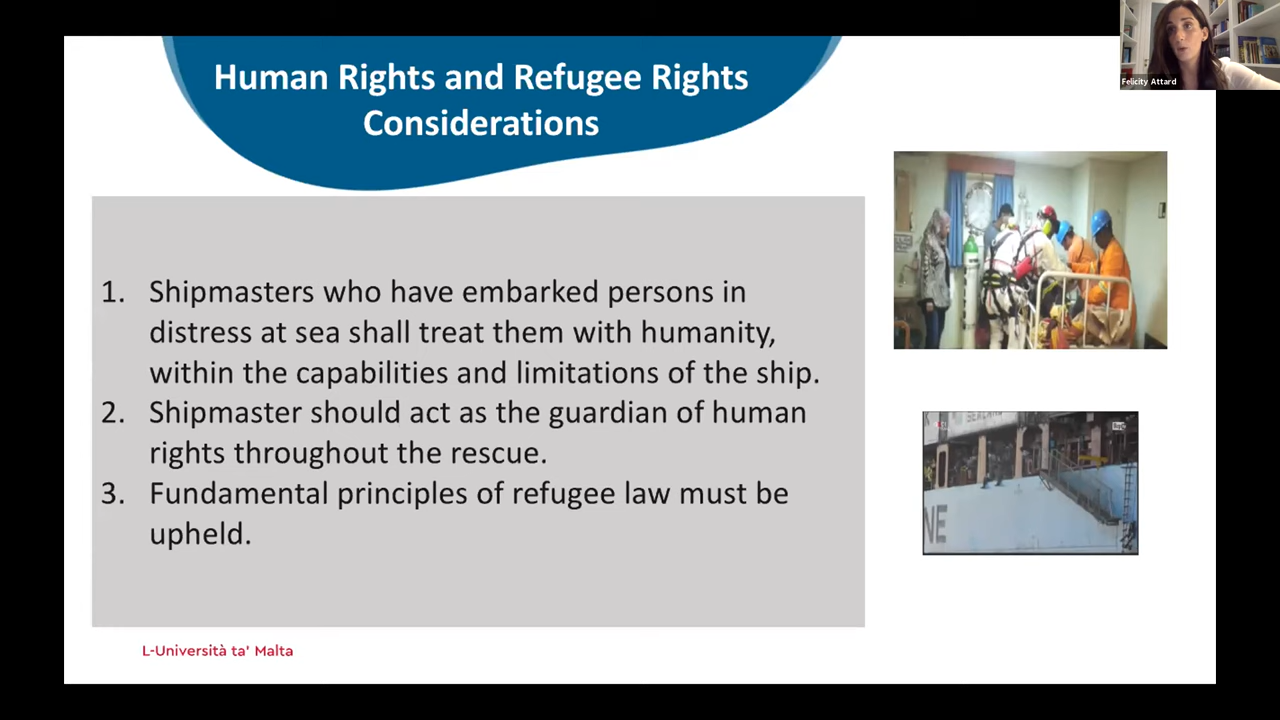 Human Rights and Refugee Rights
Considerations
Felicity Attard
1. Shipmasters who have embarked persons in
distress at sea shall treat them with humanity,
within the capabilities and limitations of the ship.
2. Shipmaster should act as the guardian of human
rights throughout the rescue.
3. Fundamental principles of refugee law must be
upheld.
NE
L-Università ta' Malta